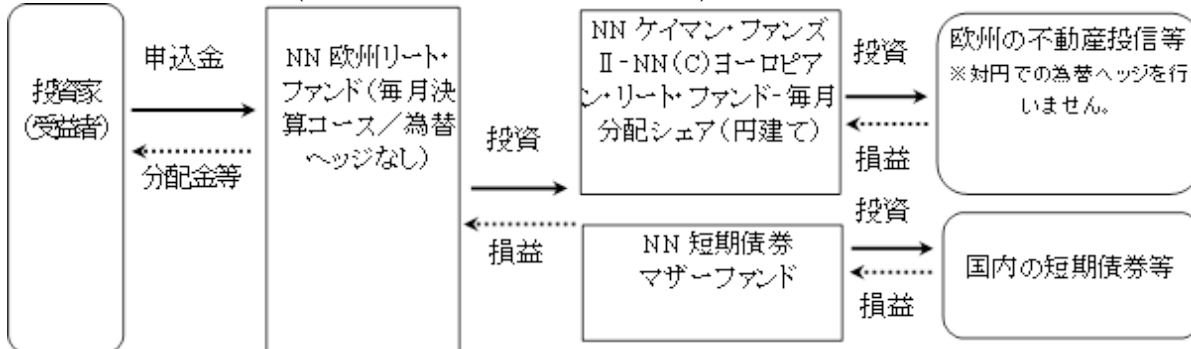 投資家
(受益者)
申込金
分配金等
NN 欧州リート・
ファンド(毎月決
算コース／為替
ヘッジなし)
投資
損益
NN ケイマン・ファンズ
Ⅱ-NN(C)ヨーロピア
ン・リート・ファンド-毎月
分配シェア(円建て)
投資
損益
欧州の不動産投信等
※対円での為替ヘッジを行
いません。
NN 短期債券
マザーファンド
投資
損益
国内の短期債券等